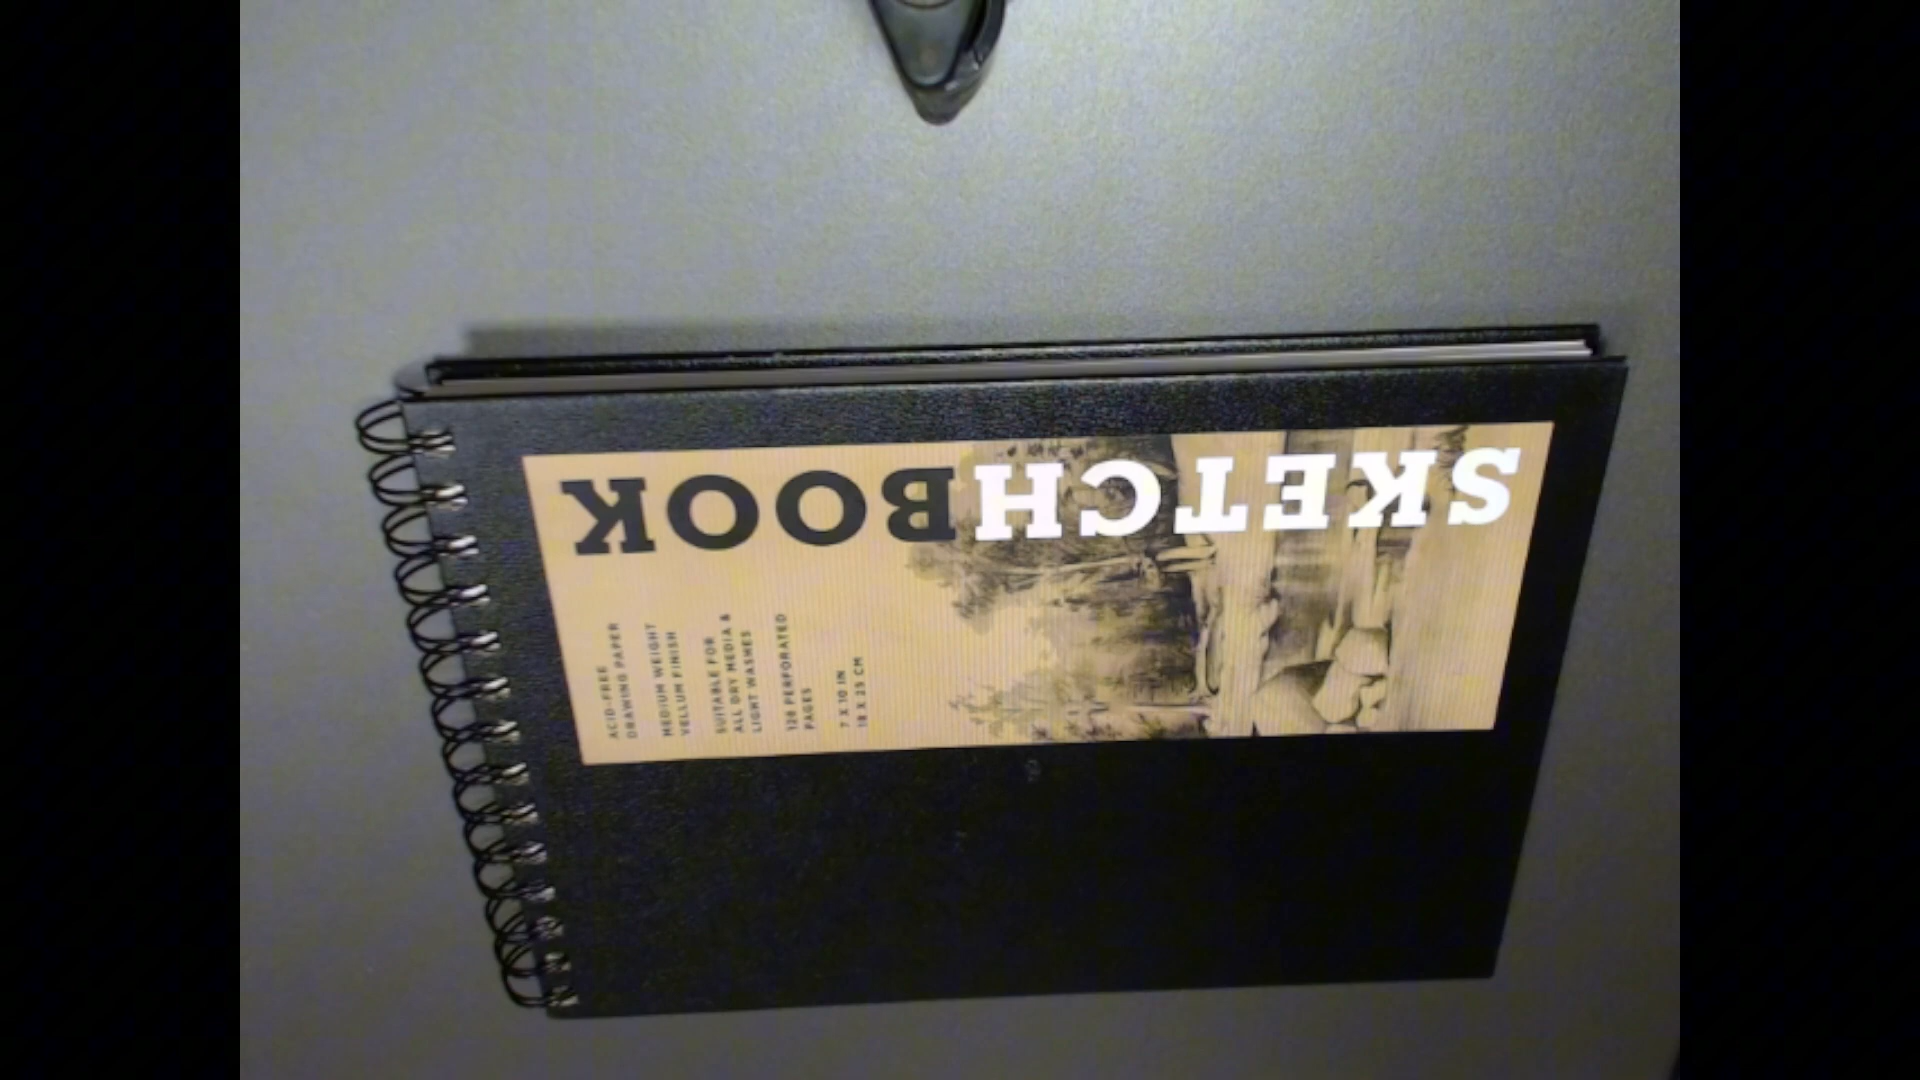 SKETCHBOOK
ACID-FREE
DRAWING PAPER
MEDIUM WEIGHT
VELLUM FINISH
SUITABLE FOR
ALL DRY MEDIA &
LIGHT WASHES
128 PERFORATED
PAGES
7 X 10 IN
18 X 25 CM